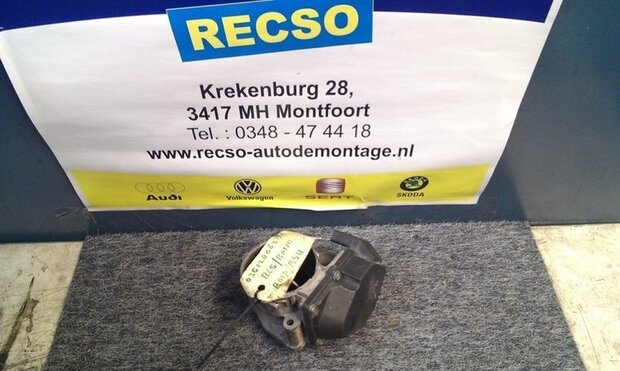 RECSO
Krekenburg 28,
3417 MH Montfoort
Tel. : 0348 - 47 44 18
www.recso-autodemontage.nl
Audi
Volkswagen
SEAT
SKODA